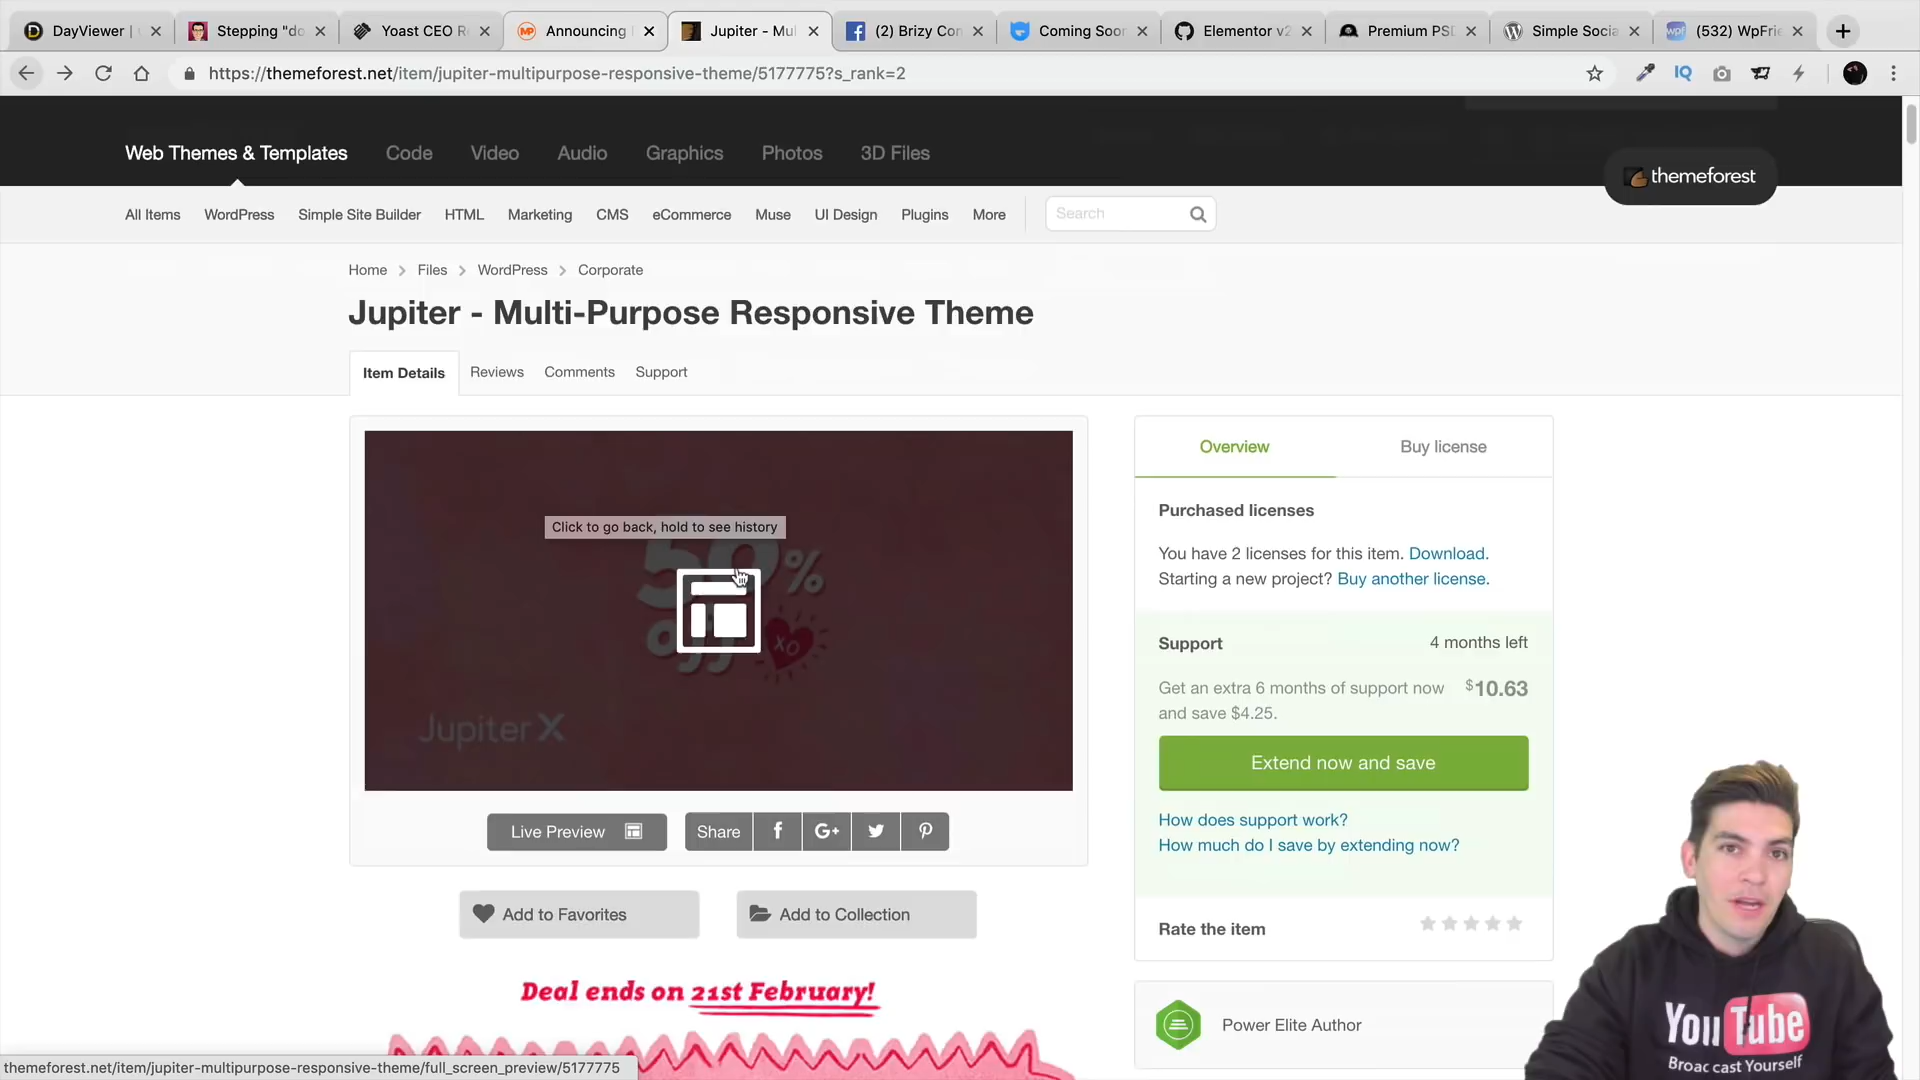 DayViewer |
Stepping "do
Yoast CEO R
Announcing
Jupiter - Mul
(2) Brizy Con
Coming Soon
Elementor v2
Premium PSD
Simple Socia
(532) WpFrie
https://themeforest.net/item/jupiter-multipurpose-responsive-theme/5177775?s_rank=2
IQ
Web Themes & Templates
Code
Video
Audio
Graphics
Photos
3D Files
themeforest
All Items
WordPress
Simple Site Builder
HTML
Marketing
CMS
eCommerce
Muse
UI Design
Plugins
More
Search
Home
Files
WordPress
Corporate
Jupiter - Multi-Purpose Responsive Theme
Item Details
Reviews
Comments
Support
Click to go back, hold to see history
50%
off
XO
Jupiter X
Live Preview
Share
Add to Favorites
Add to Collection
Deal ends on 21st February!
Overview
Buy license
Purchased licenses
You have 2 licenses for this item. Download.
Starting a new project? Buy another license.
Support
4 months left
Get an extra 6 months of support now
and save $4.25.
$10.63
Extend now and save
How does support work?
How much do I save by extending now?
Rate the item
Power Elite Author
YouTube
Broadcast Yourself
themeforest.net/item/jupiter-multipurpose-responsive-theme/full_screen_preview/5177775